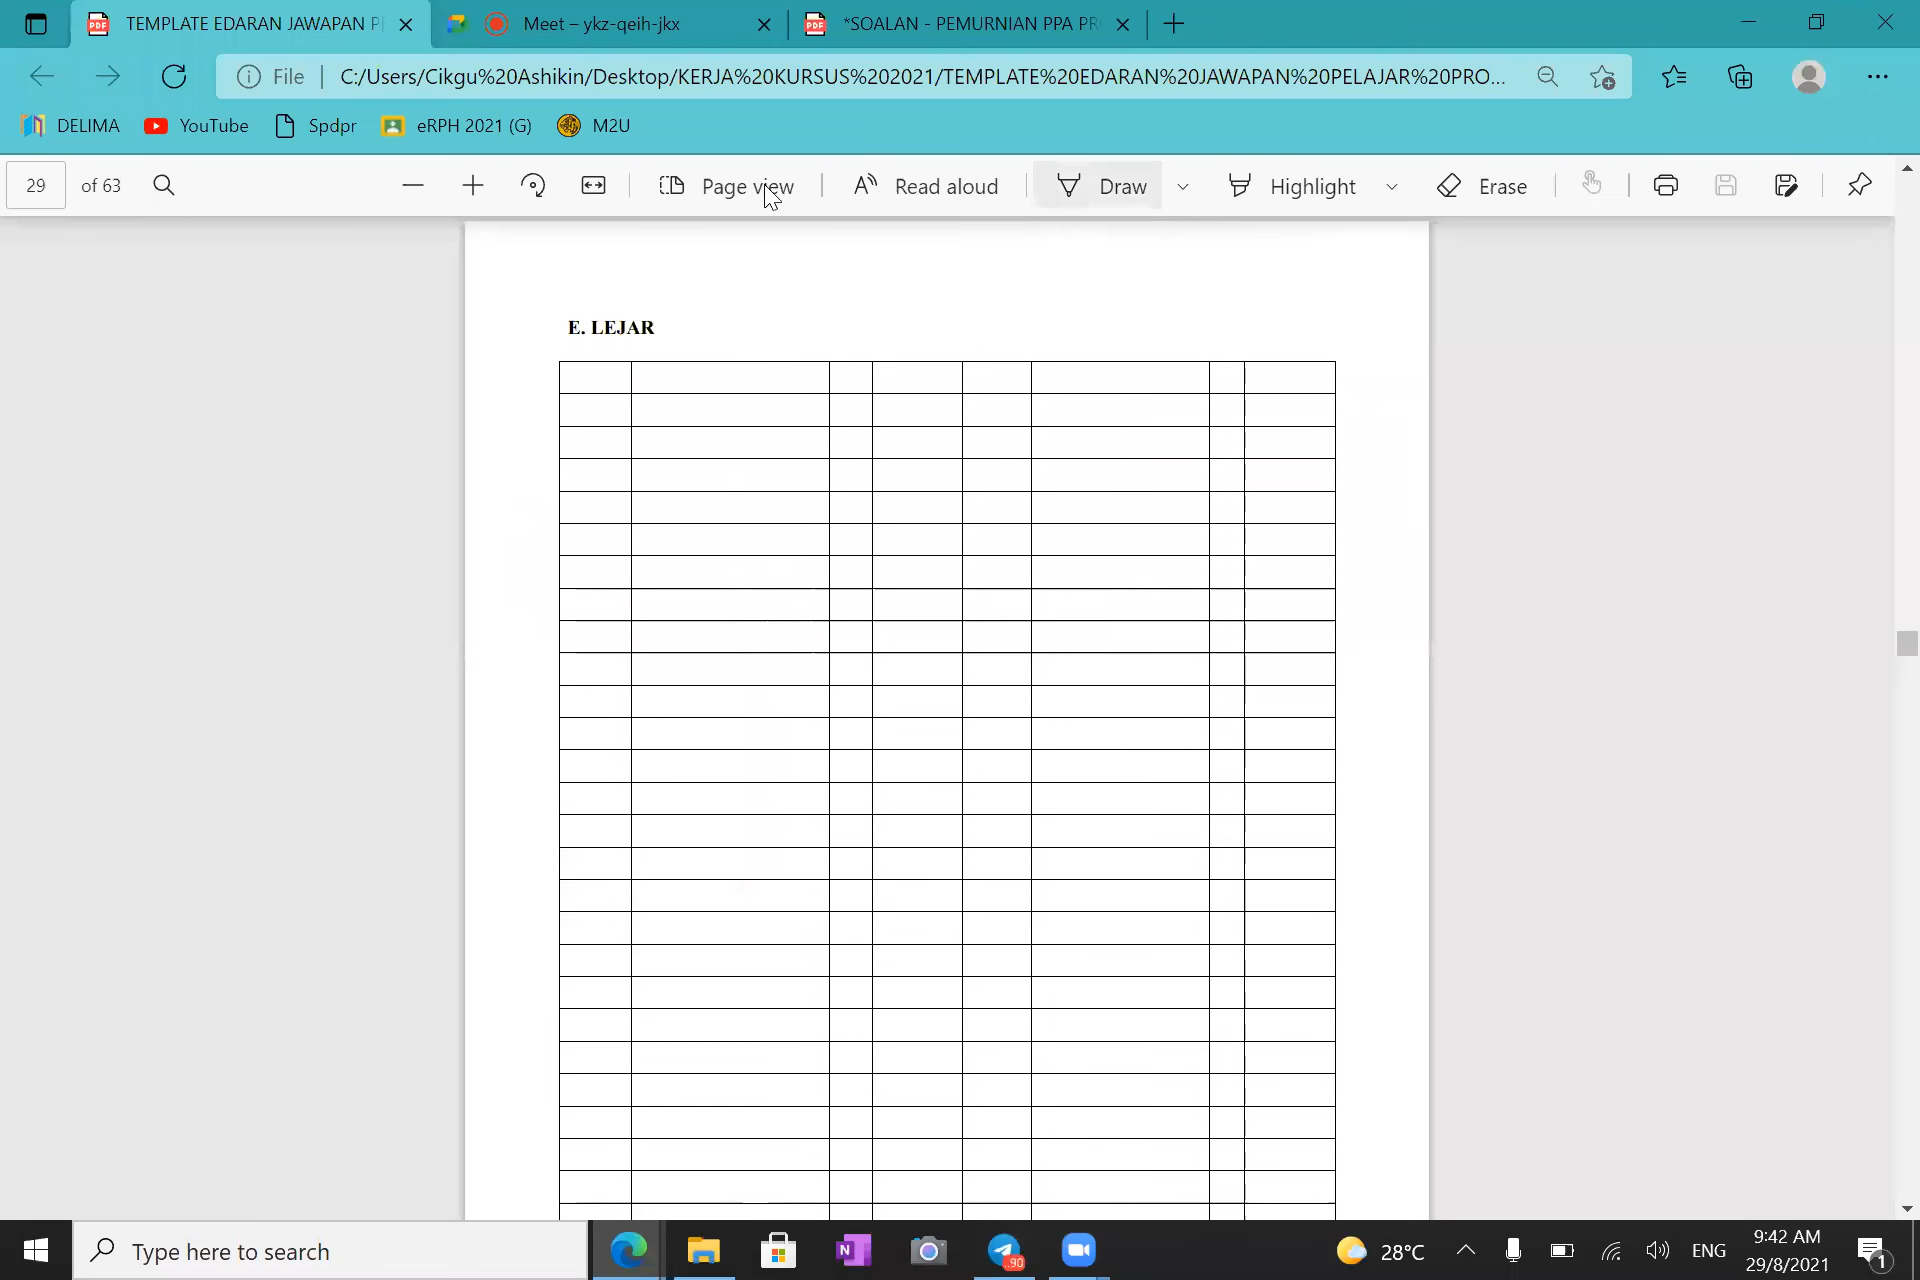 TEMPLATE EDARAN JAWAPAN P
Meet – ykz-qeih-jkx
*SOALAN - PEMURNIAN PPA PR
File
C:/Users/Cikgu%20Ashikin/Desktop/KERJA%20KURSUS%202021/TEMPLATE%20EDARAN%20JAWAPAN%20PELAJAR%20PRO...
DELIMA
YouTube
Spdpr
eRPH 2021 (G)
M2U
29 of 63
Page view
Read aloud
Draw
Highlight
Erase
E. LEJAR
Type here to search
90
28°C
ENG
9:42 AM
29/8/2021
1